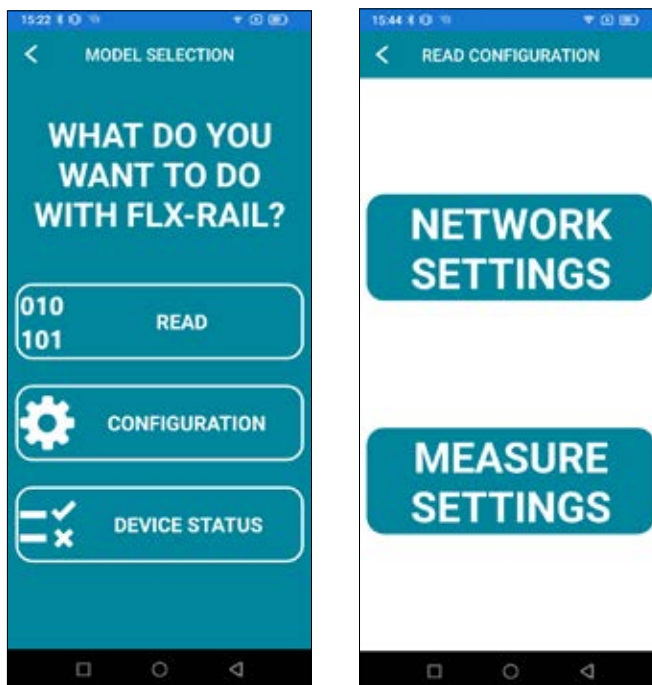 15:22
MODEL SELECTION
WHAT DO YOU
WANT TO DO
WITH FLX-RAIL?
010
101
READ
CONFIGURATION
DEVICE STATUS
15:44
READ CONFIGURATION
NETWORK
SETTINGS
MEASURE
SETTINGS